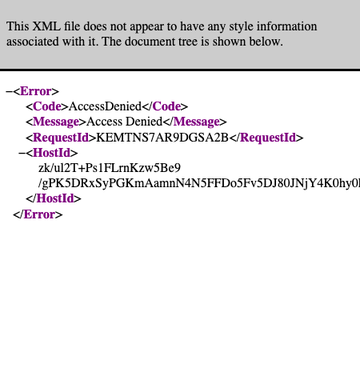 This XML file does not appear to have any style information
associated with it. The document tree is shown below.
−<Error>
<Code>AccessDenied</Code>
<Message>Access Denied</Message>
<RequestId>KEMTNS7AR9DGSA2B</RequestId>
−<HostId>
zk/ul2T+Ps1FLrnKzw5Be9
/gPK5DRxSyPGKmAamnN4N5FFDo5Fv5DJ80JNjY4K0hy0
</HostId>
</Error>